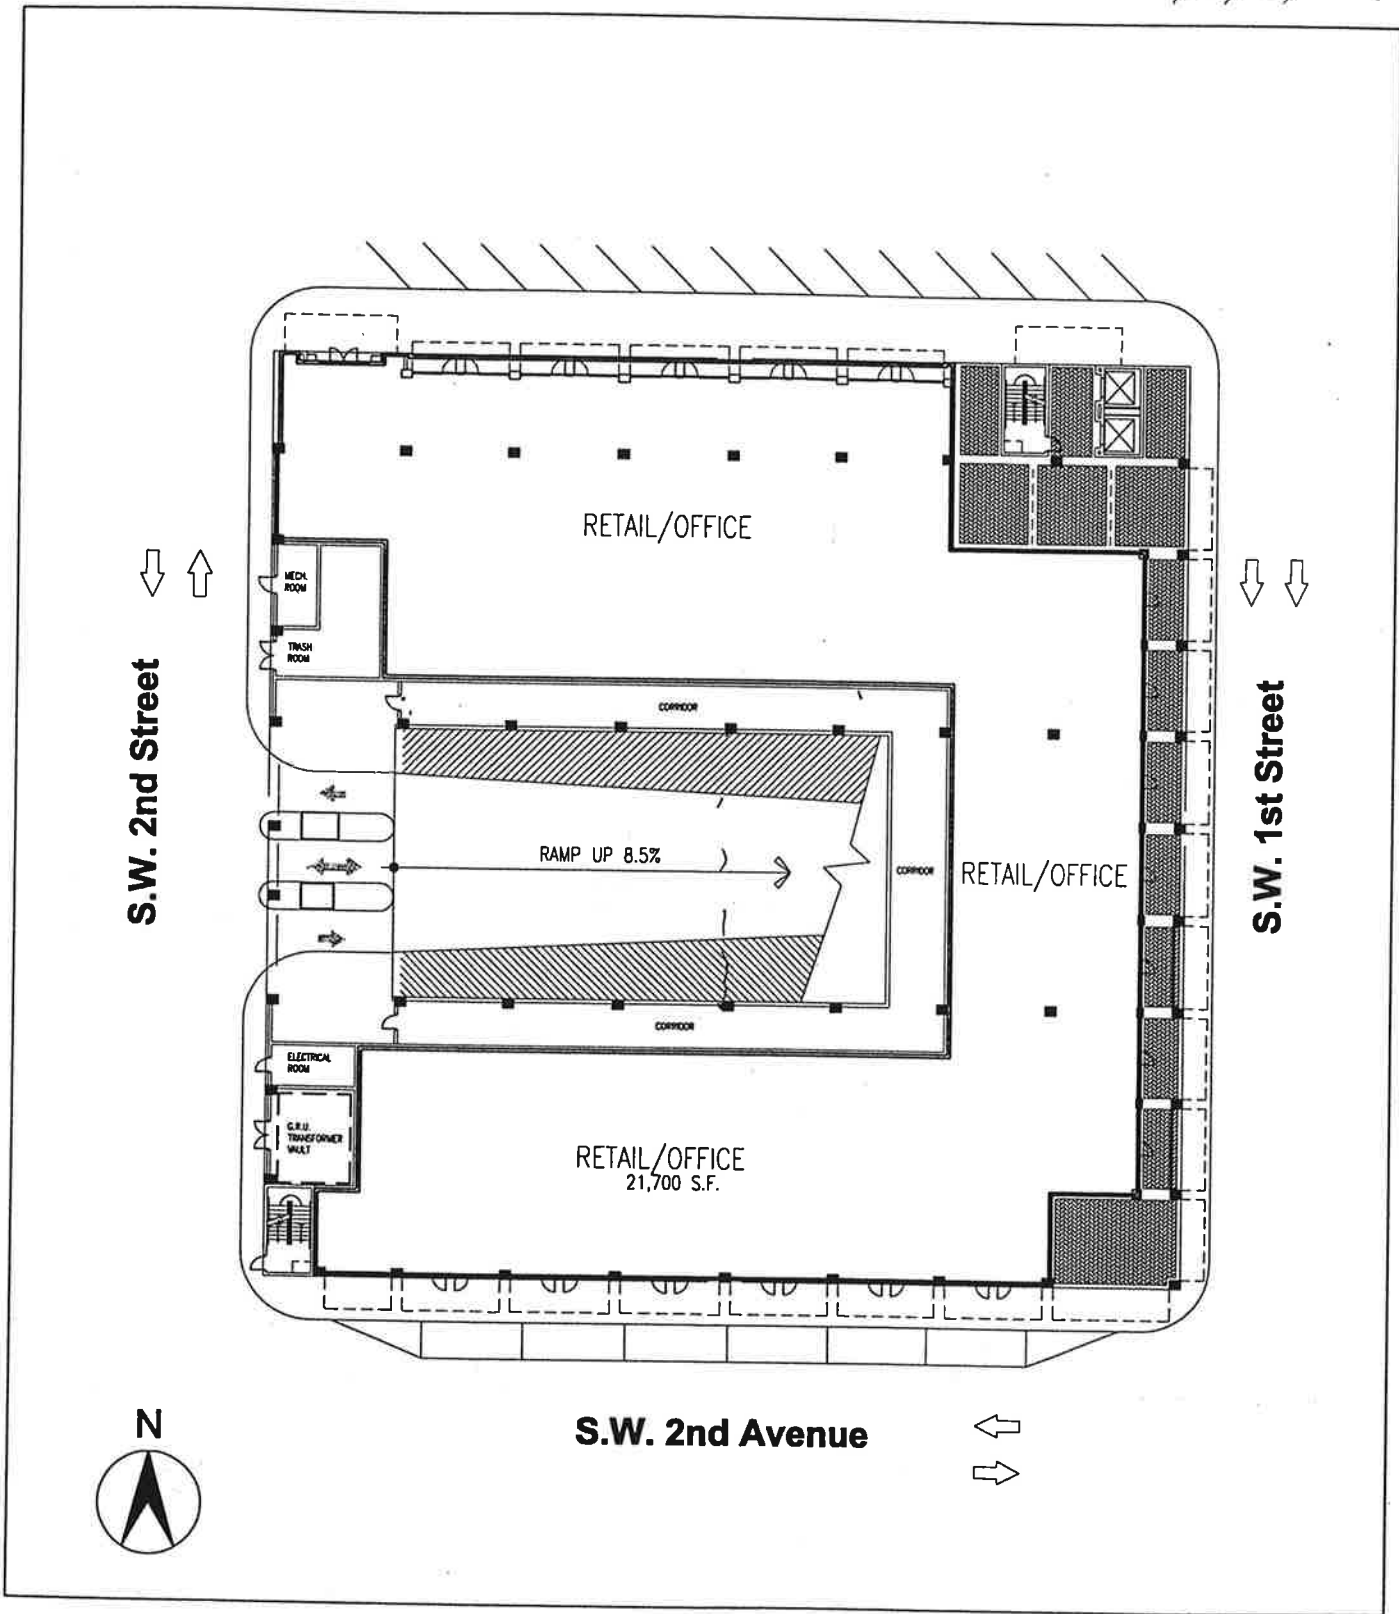 RETAIL/OFFICE
MECH.
ROOM
TRASH
ROOM
CORRIDOR
S.W. 2nd Street
S.W. 1st Street
RAMP UP 8.5%
CORRIDOR
RETAIL/OFFICE
CORRIDOR
ELECTRICAL
ROOM
G.R.U.
TRANSFORMER
VAULT
RETAIL/OFFICE
21,700 S.F.
S.W. 2nd Avenue
N